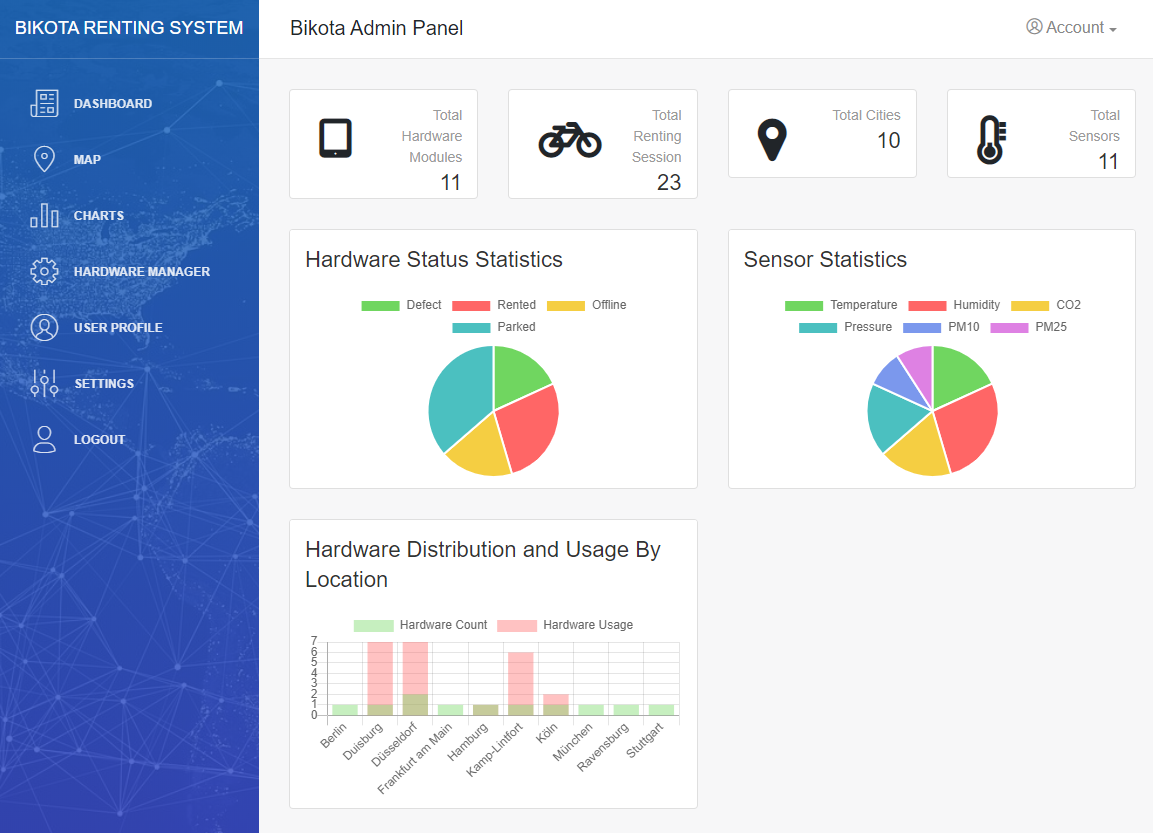 BIKOTA RENTING SYSTEM
DASHBOARD
MAP
CHARTS
HARDWARE MANAGER
USER PROFILE
SETTINGS
LOGOUT
Bikota Admin Panel
Account
Total
Hardware
Modules
11
Total
Renting
Session
23
Total Cities
10
Total
Sensors
11
Hardware Status Statistics
Defect Rented Offline
Parked
Sensor Statistics
Temperature Humidity CO2
Pressure PM10 PM25
Hardware Distribution and Usage By
Location
Hardware Count Hardware Usage
7
6
5
4
3
2
1
0
Berlin
Duisburg
Düsseldorf
Frankfurt am Main
Hamburg
Kamp-Lintfort
Köln
München
Ravensburg
Stuttgart